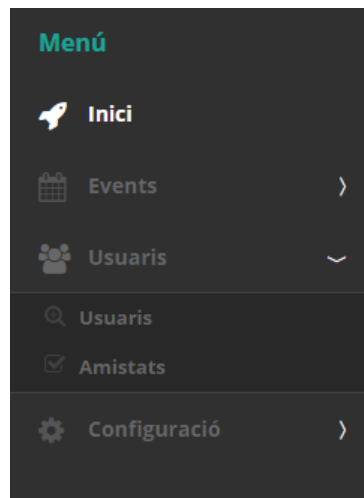 Menú
Inici
Events
Usuaris
Usuaris
Amistats
Configuració